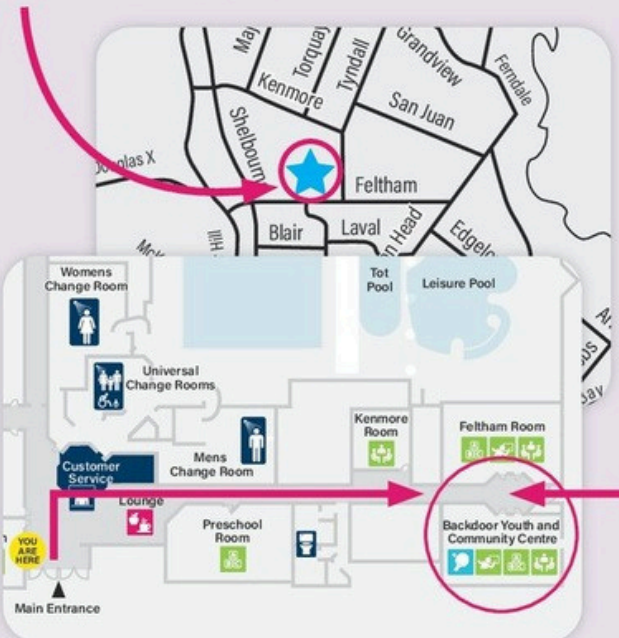 Torquay
Tyndall
Grandview
Ferndale
Kenmore
San Juan
Feltham
Blair
Laval
Head
Hill
Womens
Change Room
Tot
Pool
Leisure Pool
Universal
Change Rooms
Kenmore
Room
Feltham Room
Customer
Service
Mens
Change Room
Lounge
Preschool
Room
Backdoor Youth and
Community Centre
YOU
ARE
HERE
Main Entrance